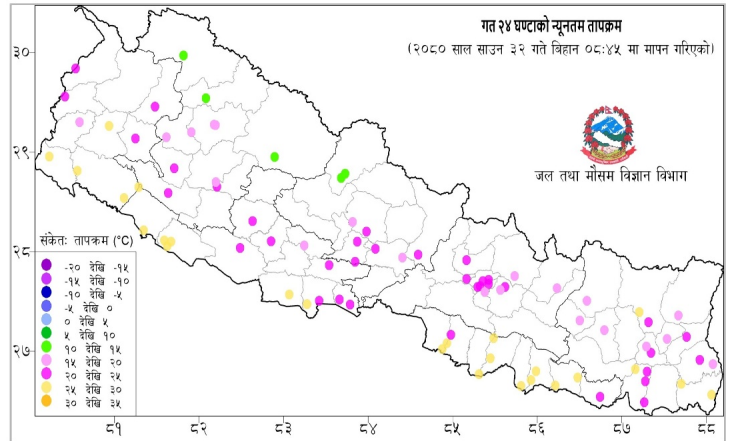 गत २४ घण्टाको न्यूनतम तापक्रम
(२०८० साल साउन ३२ गते बिहान ०८:४५ मा मापन गरिएको)
जल तथा मौसम विज्ञान विभाग
संकेतः तापक्रम (°C)
-२० देखि -१५
-१५ देखि -१०
-१० देखि -५
-५ देखि ०
० देखि ५
५ देखि १०
१० देखि १५
१५ देखि २०
२० देखि २५
२५ देखि ३०
३० देखि ३५
३०
२९
२८
२७
८१
८२
८३
८४
८५
८६
८७
८८